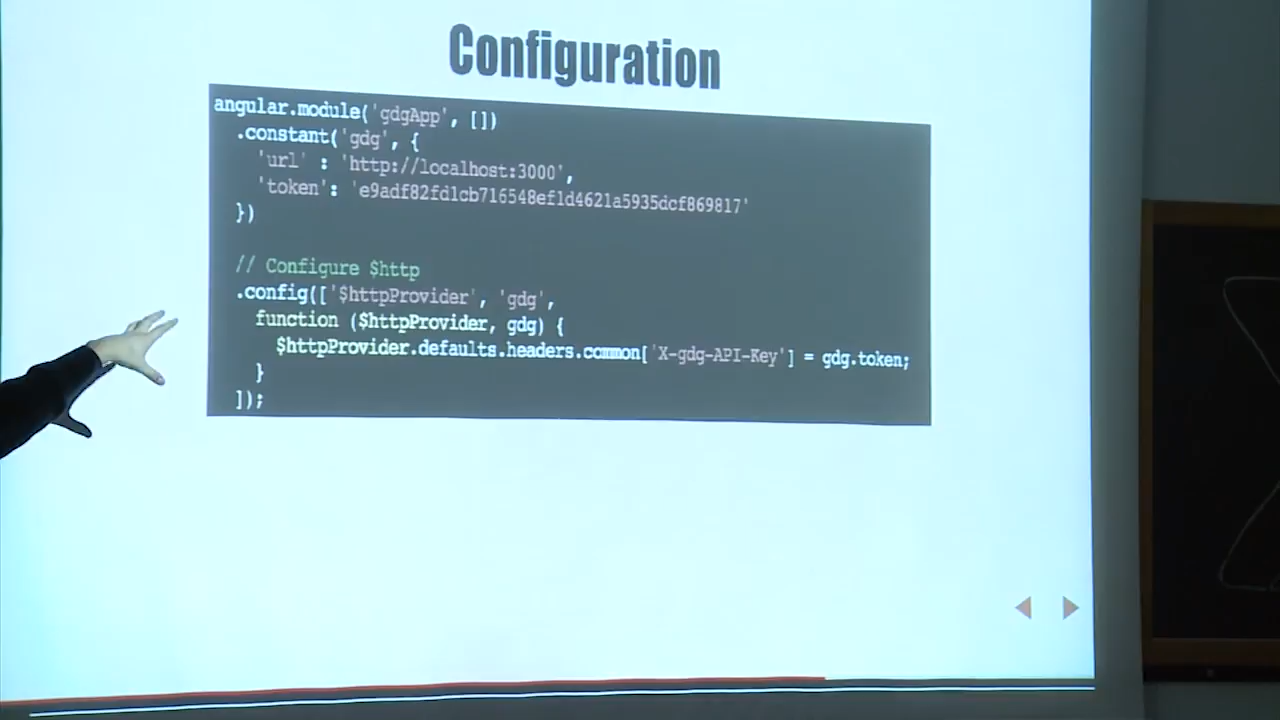 Configuration
angular.module('gdgApp', [])
.constant('gdg', {
'url' : 'http://localhost:3000',
'token': 'e9adf82fd1cb716548ef1d4621a5935dcf869817'
})
// Configure $http
.config(['$httpProvider', 'gdg',
function ($httpProvider, gdg) {
$httpProvider.defaults.headers.common['X-gdg-API-Key'] = gdg.token;
}
]);